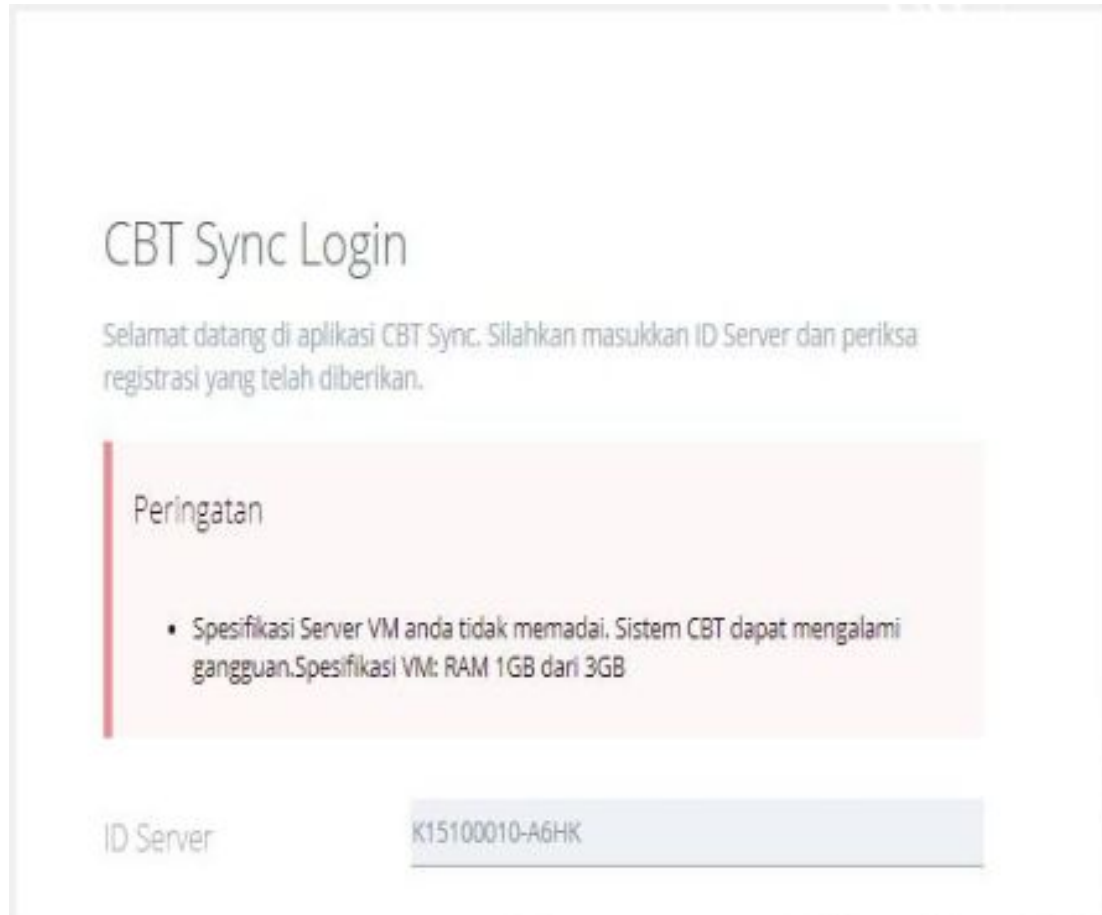 CBT Sync Login
Selamat datang di aplikasi CBT Sync. Silahkan masukkan ID Server dan periksa
registrasi yang telah diberikan.
Peringatan
• Spesifikasi Server VM anda tidak memadai. Sistem CBT dapat mengalami
gangguan.Spesifikasi VM: RAM 1GB dari 3GB
ID Server
K15100010-A6HK